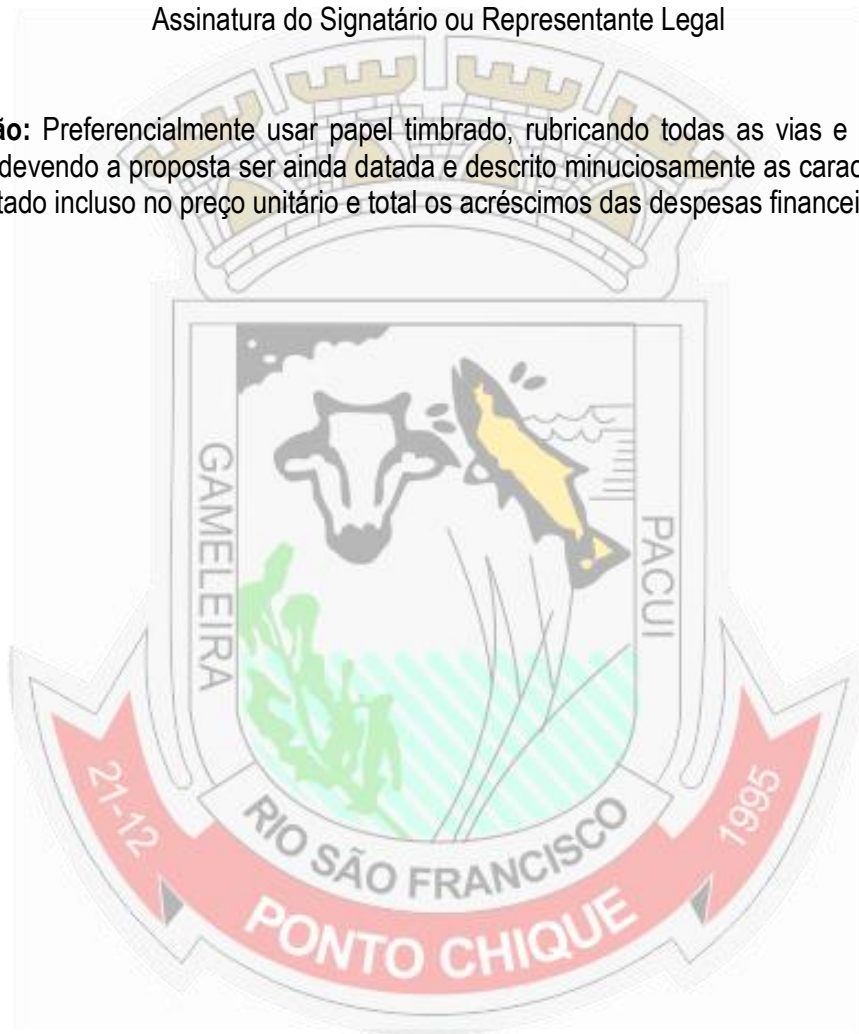 Assinatura do Signatário ou Representante Legal
ão: Preferencialmente usar papel timbrado, rubricando todas as vias e
devendo a proposta ser ainda datada e descrito minuciosamente as carac
tado incluso no preço unitário e total os acréscimos das despesas financei
GAMELEIRA
PACUI
RIO SÃO FRANCISCO
21-12
PONTO CHIQUE
1995